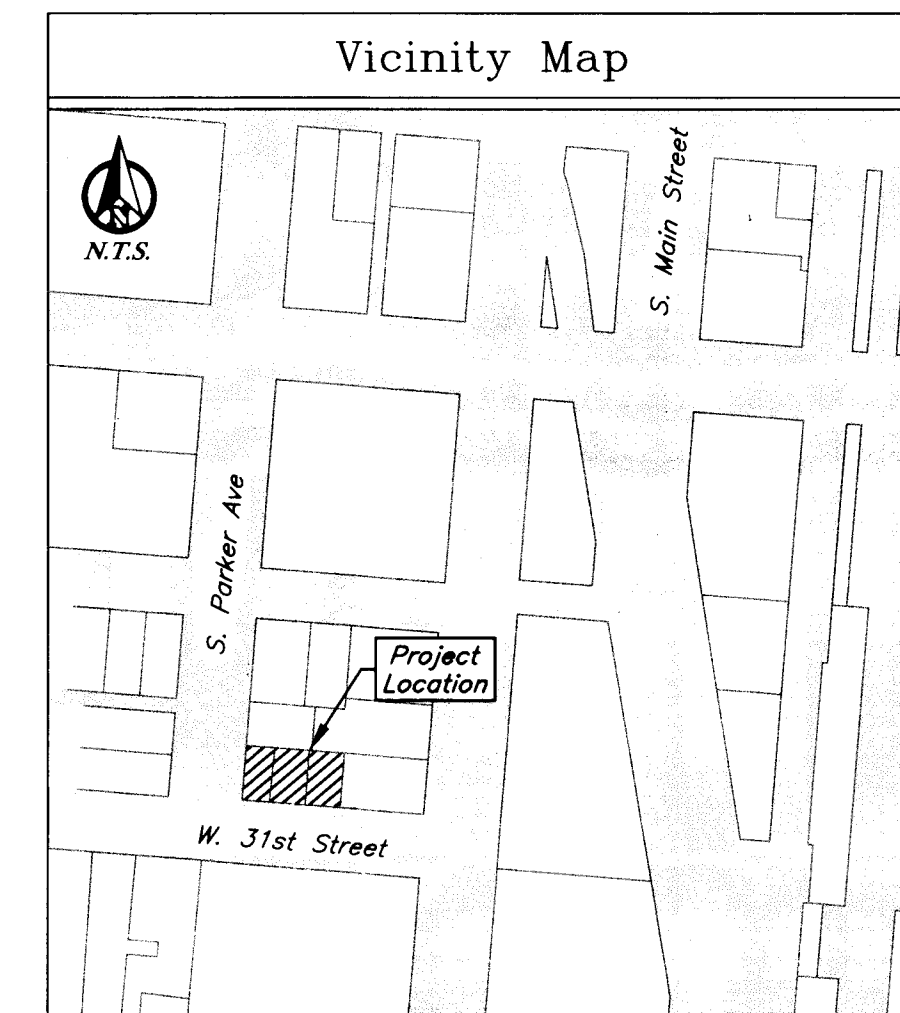 Vicinity Map
N
N.T.S.
S. Main Street
S. Parker Ave
Project
Location
W. 31st Street